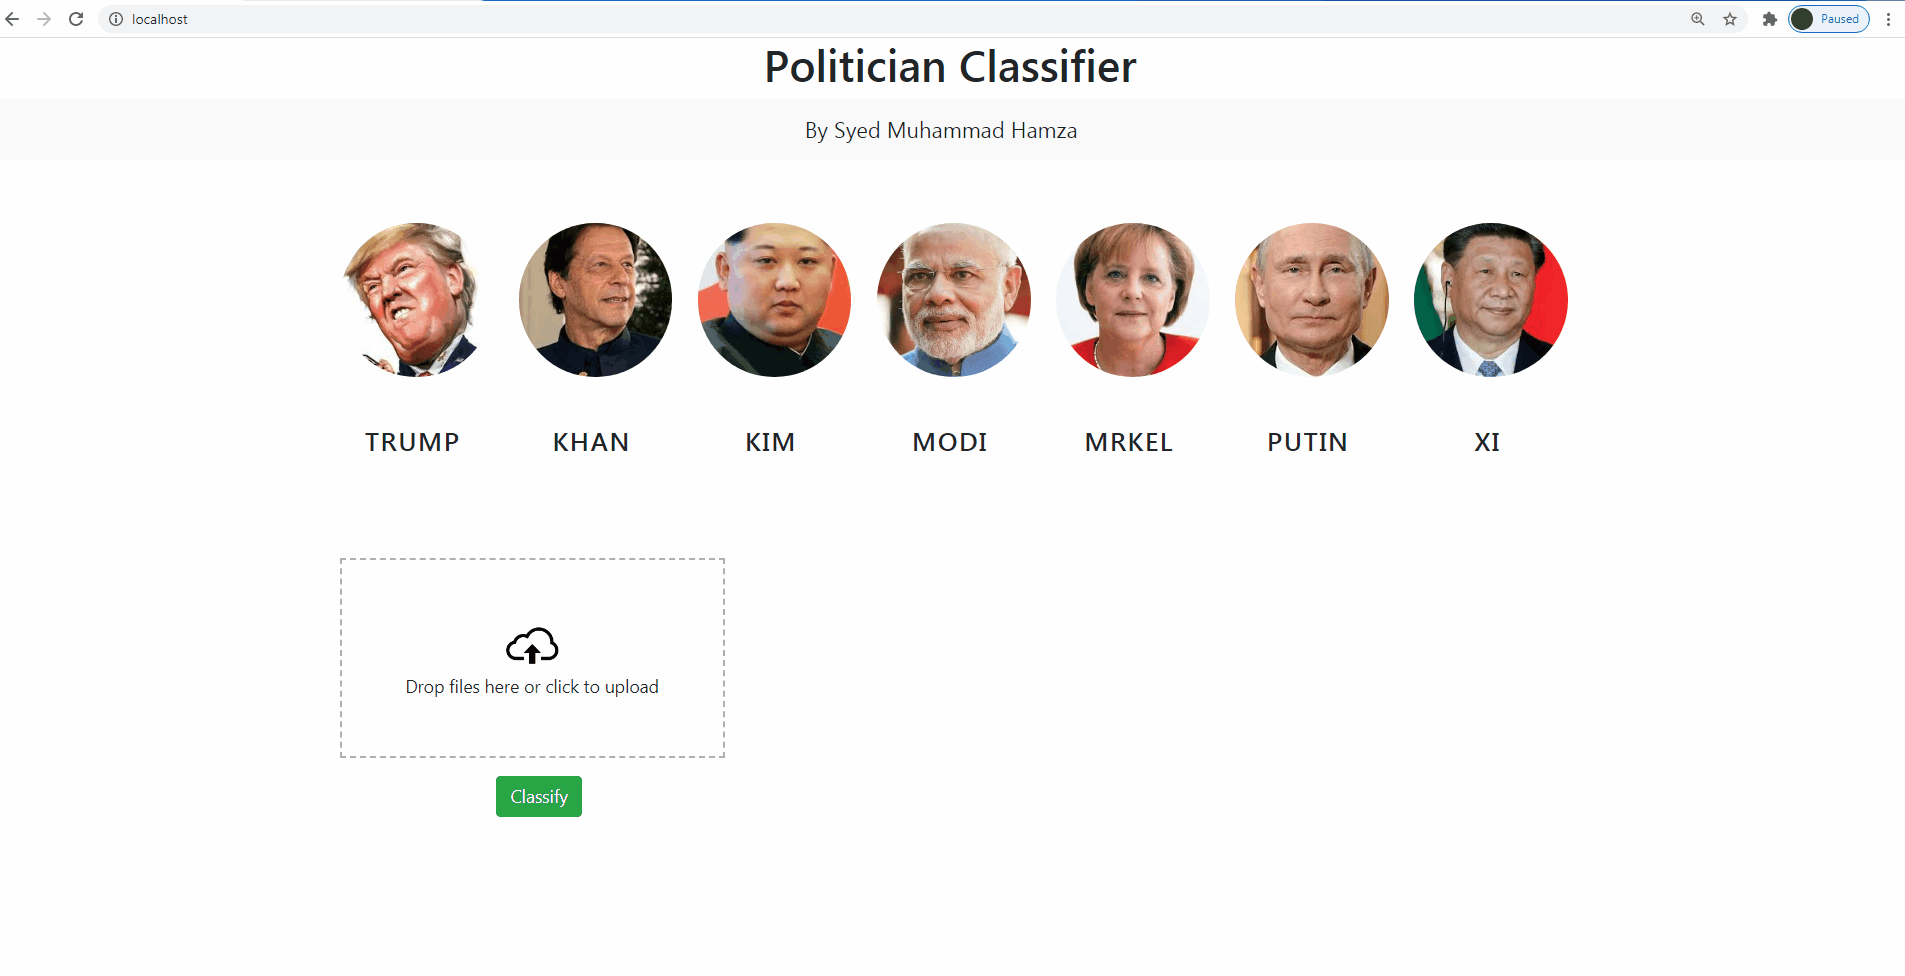 localhost
Paused
Politician Classifier
By Syed Muhammad Hamza
TRUMP KHAN KIM MODI MRKEL PUTIN XI
Drop files here or click to upload
Classify